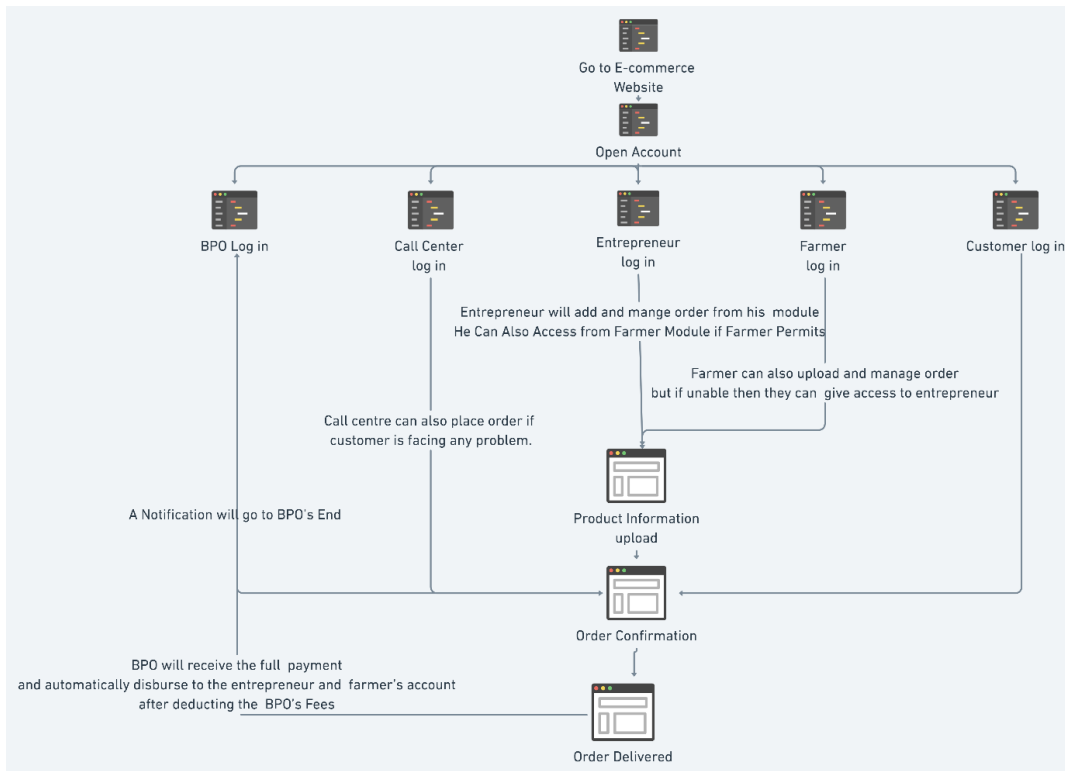 Go to E-commerce
Website
Open Account
BPO Log in
Call Center
log in
Entrepreneur
log in
Farmer
log in
Customer log in
Entrepreneur will add and mange order from his module
He Can Also Access from Farmer Module if Farmer Permits
Farmer can also upload and manage order
but if unable then they can give access to entrepreneur
Call centre can also place order if
customer is facing any problem.
A Notification will go to BPO's End
Product Information
upload
Order Confirmation
BPO will receive the full payment
and automatically disburse to the entrepreneur and farmer's account
after deducting the BPO's Fees
Order Delivered